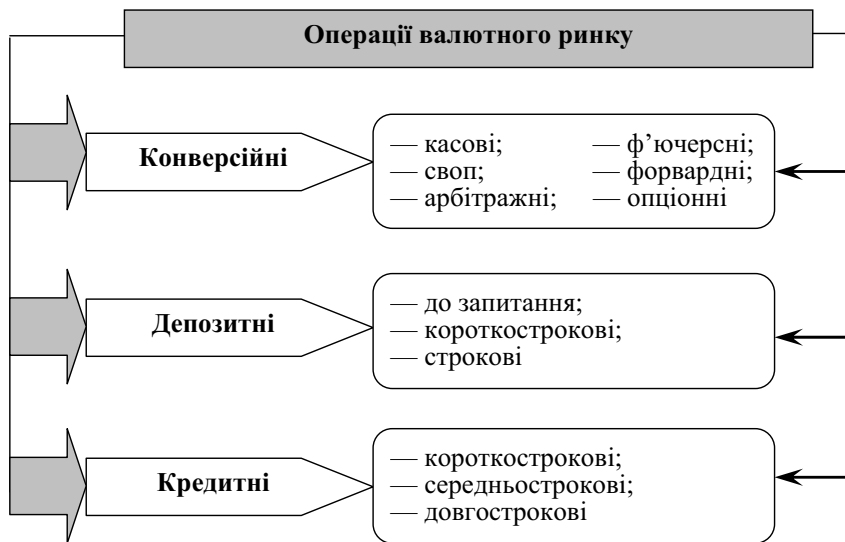 Операції валютного ринку
Конверсійні
— касові; — ф’ючерсні;
— своп; — форвардні;
— арбітражні; — опціонні
Депозитні
— до запитання;
— короткострокові;
— строкові
Кредитні
— короткострокові;
— середньострокові;
— довгострокові